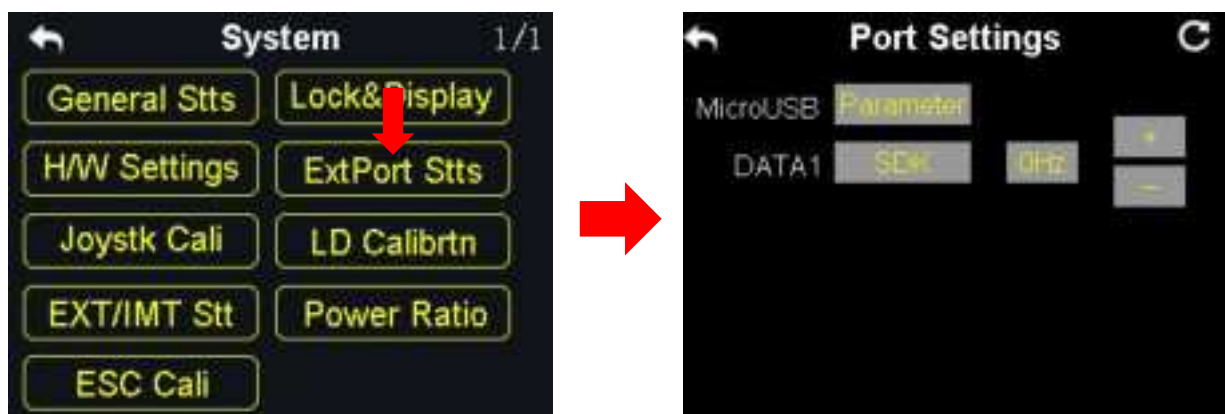 System 1/1
General Stts Lock&Display
H/W Settings ExtPort Stts
Joystk Cali LD Calibrtn
EXT/IMT Stt Power Ratio
ESC Cali
Port Settings
MicroUSB Parameter
+
DATA1 SDK 0Hz
−